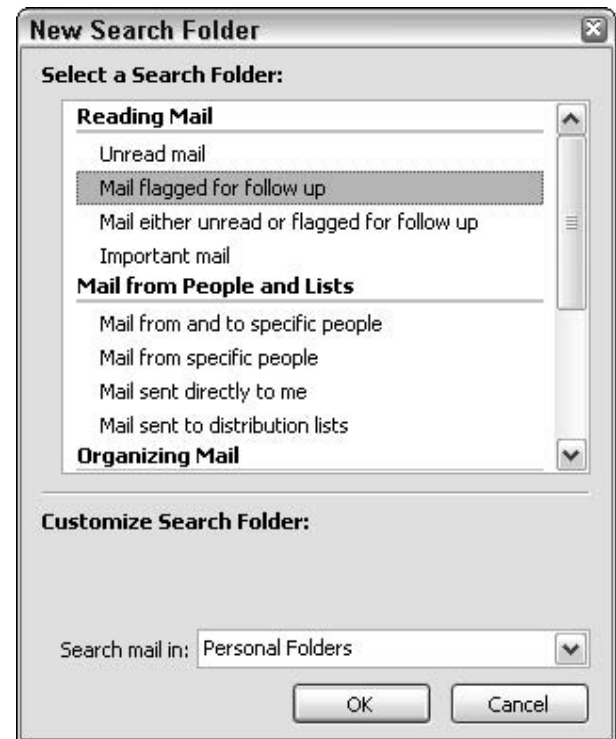 New Search Folder
Select a Search Folder:
Reading Mail
Unread mail
Mail flagged for follow up
Mail either unread or flagged for follow up
Important mail
Mail from People and Lists
Mail from and to specific people
Mail from specific people
Mail sent directly to me
Mail sent to distribution lists
Organizing Mail
Customize Search Folder:
Search mail in: Personal Folders
OK Cancel